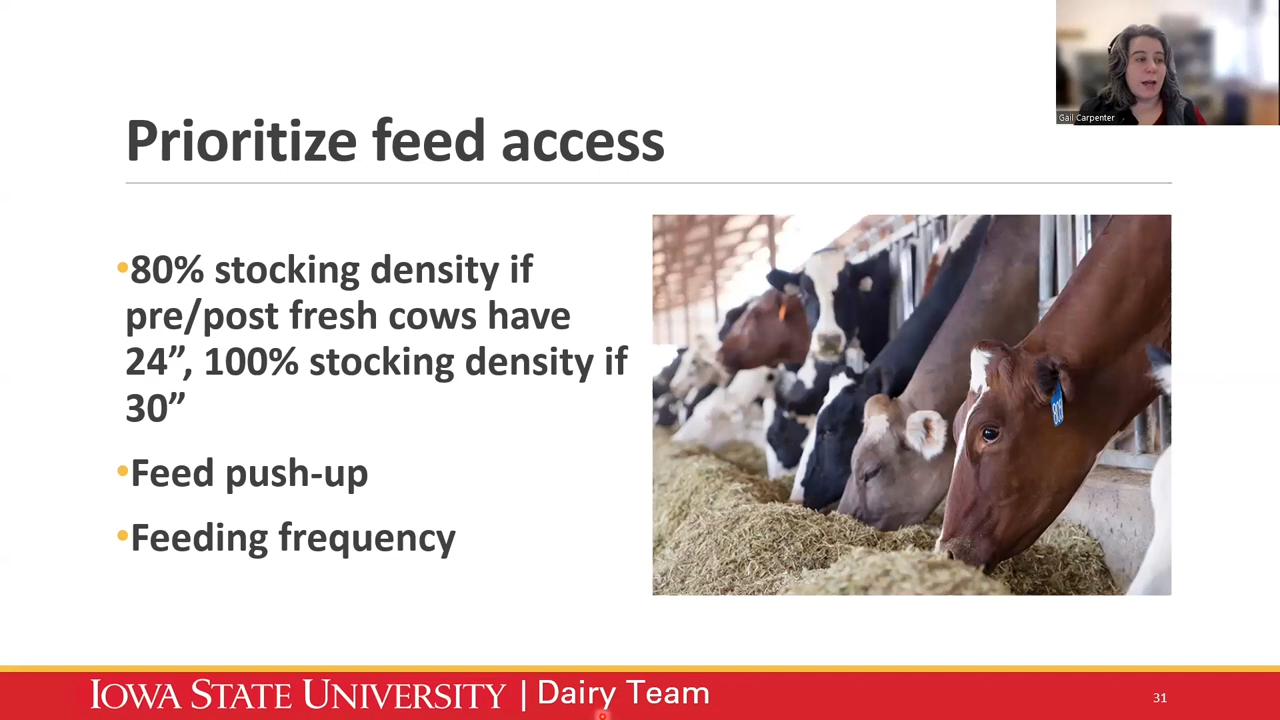 Gail Carpenter
Prioritize feed access
•80% stocking density if
pre/post fresh cows have
24”, 100% stocking density if
30”
•Feed push-up
•Feeding frequency
IOWA STATE UNIVERSITY | Dairy Team
31